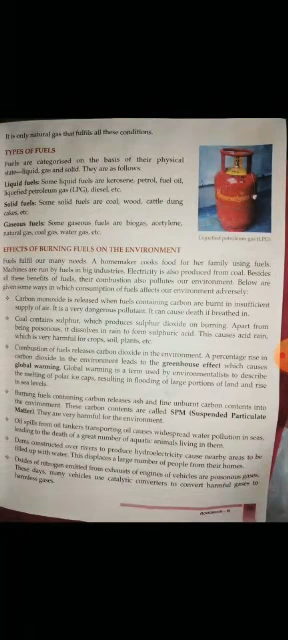 It is only natural gas that fulfils all these conditions.
TYPES OF FUELS
Fuels are categorised on the basis of their physical
state—liquid, gas and solid. They are as follows:
Liquid fuels: Some liquid fuels are kerosene, petrol, fuel oil,
liquefied petroleum gas (LPG), diesel, etc.
Solid fuels: Some solid fuels are coal, wood, cattle dung
cakes, etc.
Gaseous fuels: Some gaseous fuels are biogas, acetylene,
natural gas, coal gas, water gas, etc.
Liquefied petroleum gas (LPG)
EFFECTS OF BURNING FUELS ON THE ENVIRONMENT
Fuels fulfil our many needs. A homemaker cooks food for her family using fuels.
Machines are run by fuels in big industries. Electricity is also produced from coal. Besides
all these benefits of fuels, their combustion also pollutes our environment. Below are
given some ways in which consumption of fuels affects our environment adversely:
Carbon monoxide is released when fuels containing carbon are burnt in insufficient
supply of air. It is a very dangerous pollutant. It can cause death if breathed in.
Coal contains sulphur, which produces sulphur dioxide on burning. Apart from
being poisonous, it dissolves in rain to form sulphuric acid. This causes acid rain,
which is very harmful for crops, soil, plants, etc.
Combustion of fuels releases carbon dioxide in the environment. A percentage rise in
carbon dioxide in the environment leads to the greenhouse effect which causes
global warming. Global warming is a term used by environmentalists to describe
the melting of polar ice caps, resulting in flooding of large portions of land and rise
in sea levels.
Burning fuels containing carbon releases ash and fine unburnt carbon contents into
the environment. These carbon contents are called SPM (Suspended Particulate
Matter). They are very harmful for the environment.
Oil spills from oil tankers transporting oil causes widespread water pollution in seas,
leading to the death of a great number of aquatic animals living in them.
Dams constructed over rivers to produce hydroelectricity cause nearby areas to be
filled up with water. This displaces a large number of people from their homes.
Oxides of nitrogen emitted from exhausts of engines of vehicles are poisonous gases.
These days, many vehicles use catalytic converters to convert harmful gases to
harmless gases.